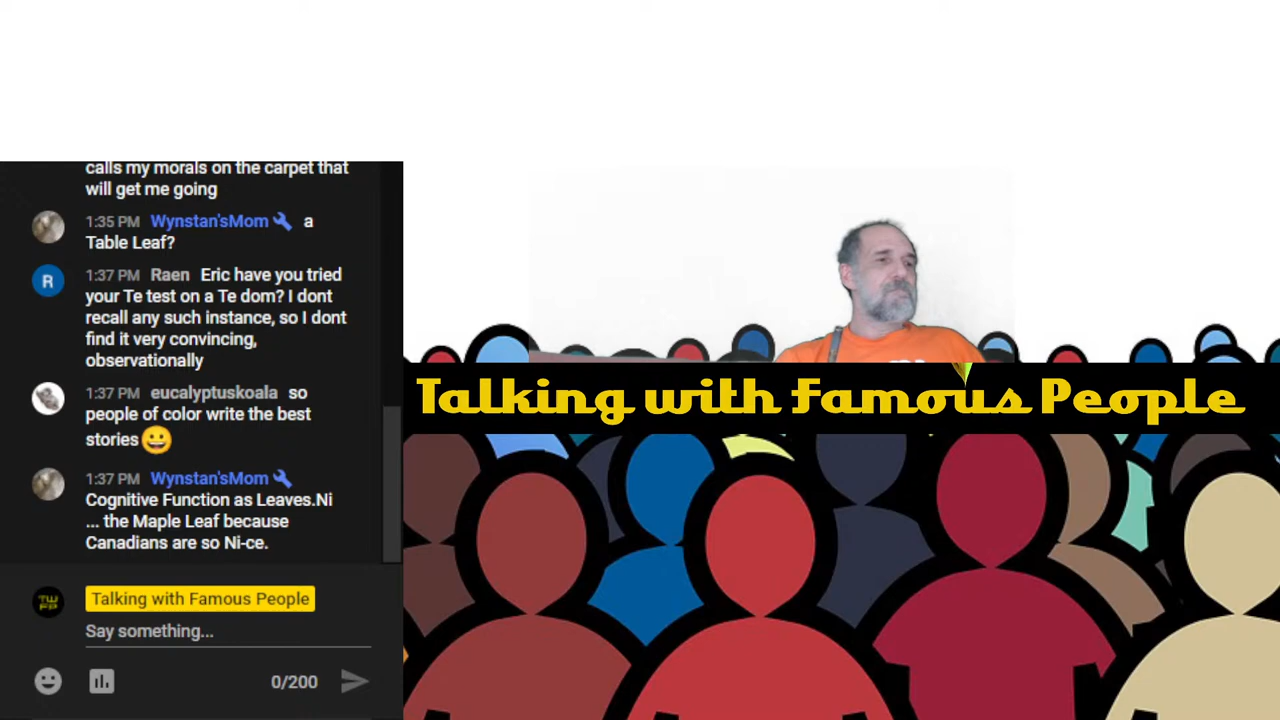 calls my morals on the carpet that
will get me going
1:35 PM Wynstan'sMom a
Table Leaf?
R
1:37 PM Raen Eric have you tried
your Te test on a Te dom? I dont
recall any such instance, so I dont
find it very convincing,
observationally
1:37 PM eucalyptuskoala so
people of color write the best
stories😀
1:37 PM Wynstan'sMom
Cognitive Function as Leaves.Ni
... the Maple Leaf because
Canadians are so Ni-ce.
TW
FP
Talking with Famous People
Say something...
0/200
Talking with Famous People